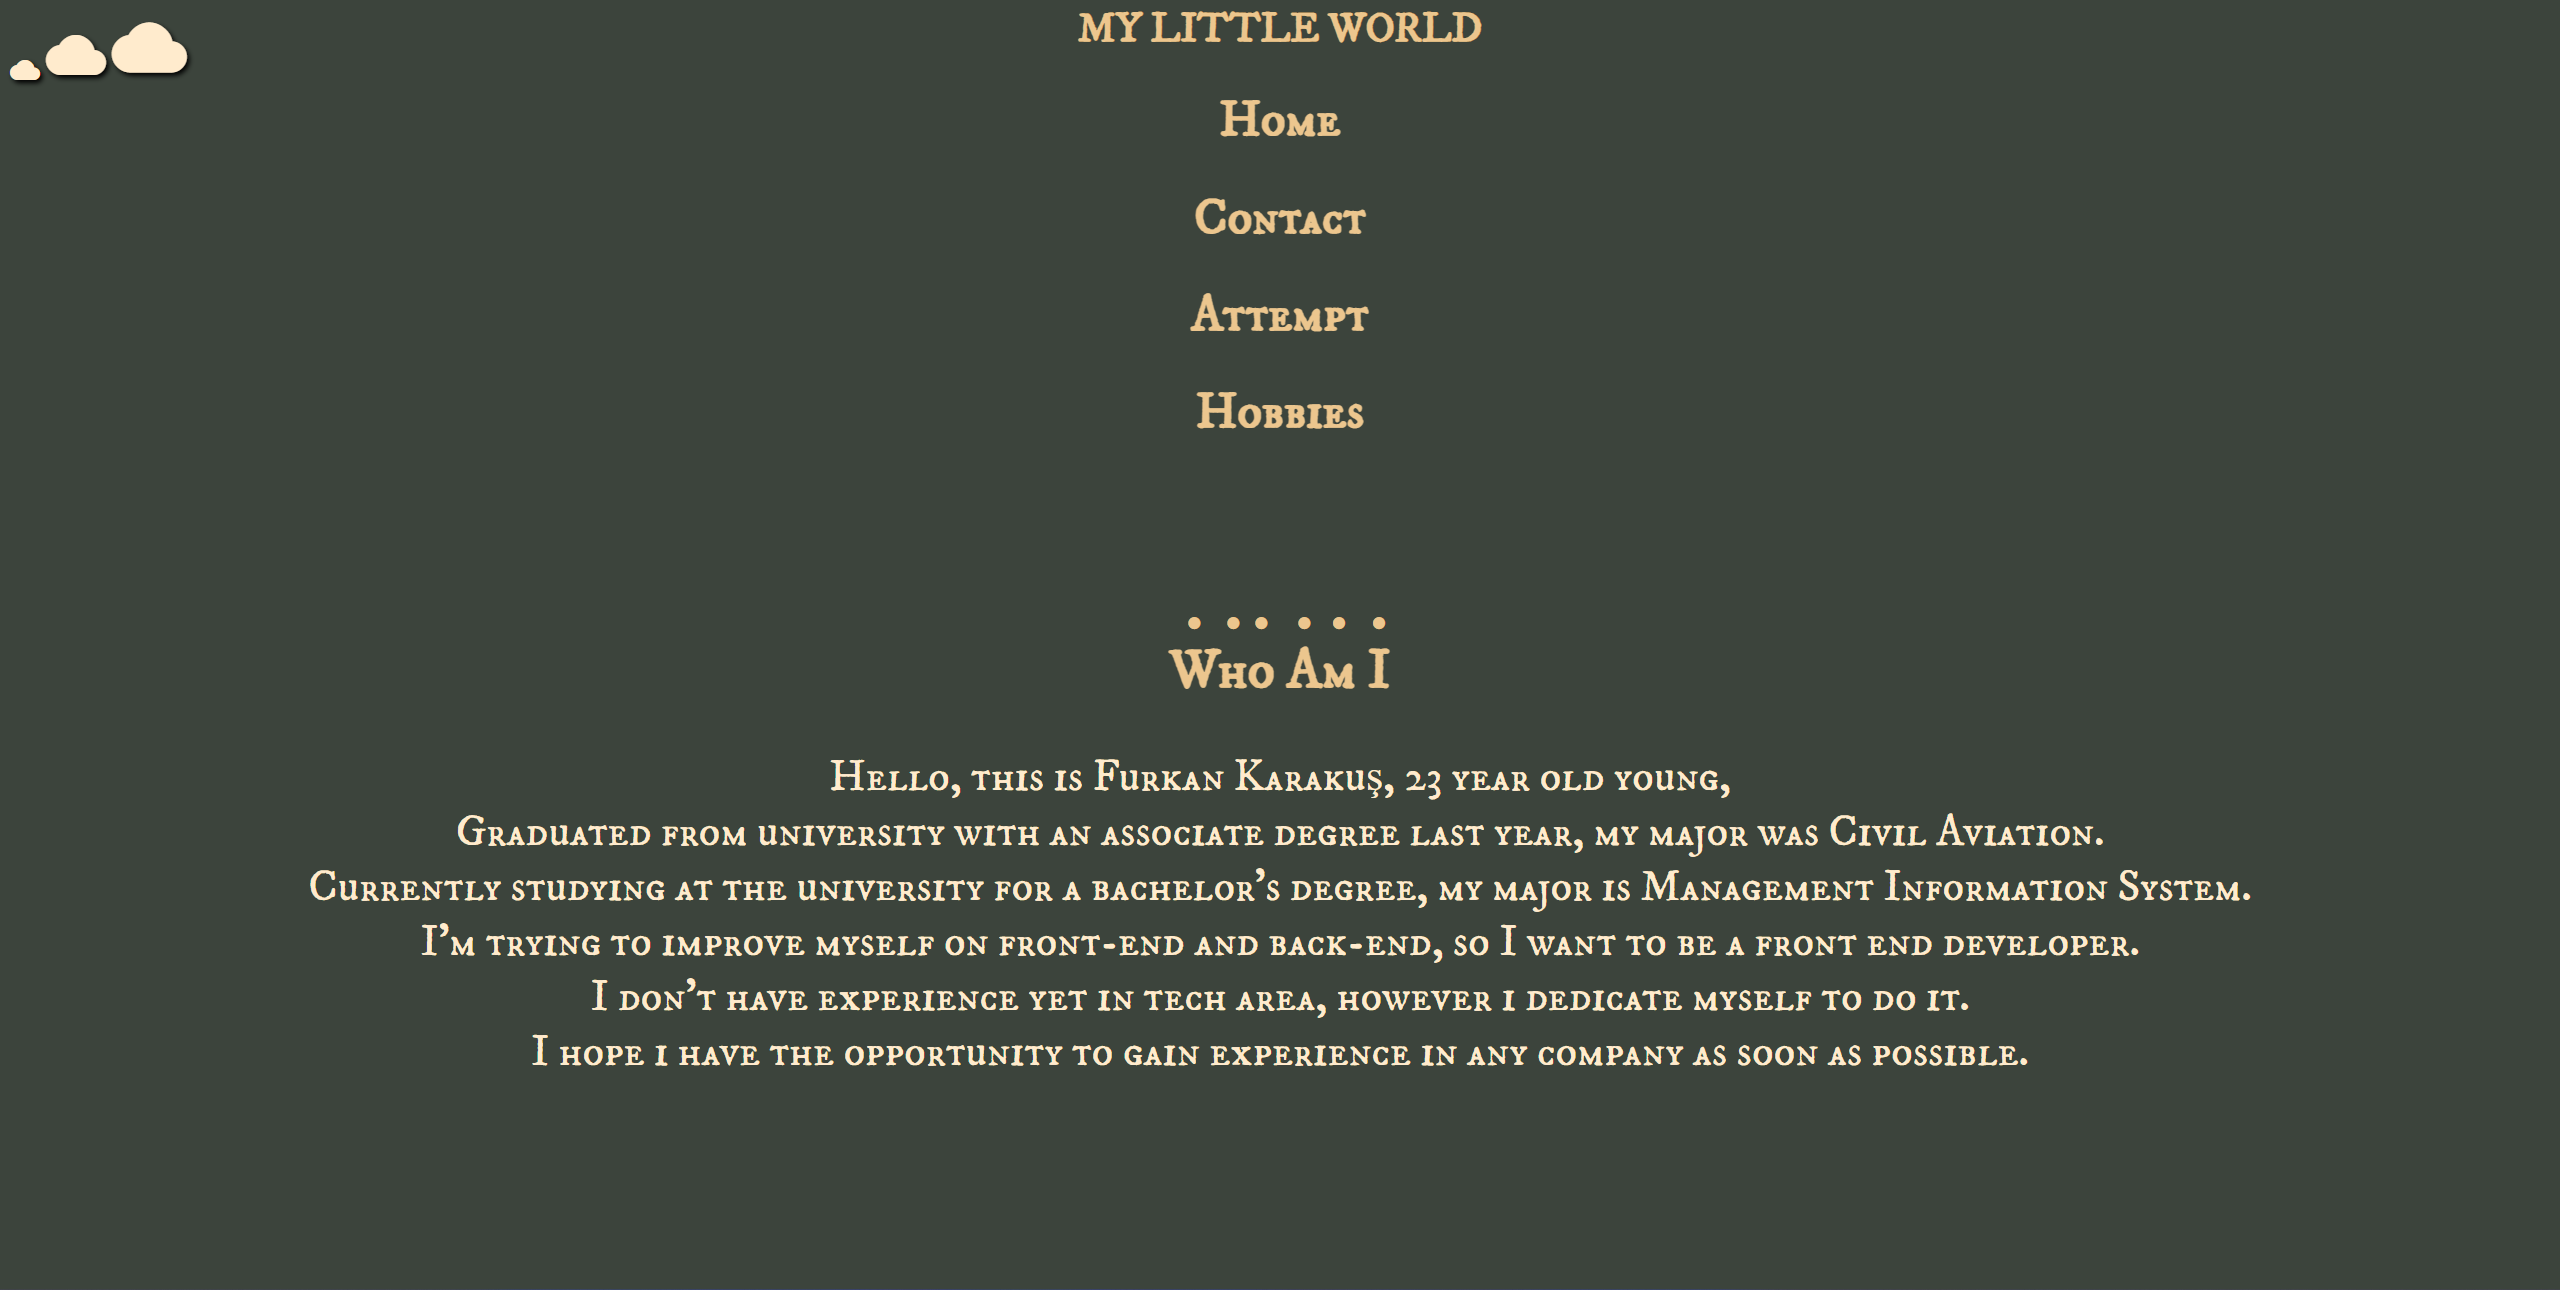 MY LITTLE WORLD
Home
Contact
Attempt
Hobbies
Who Am I
Hello, this is Furkan Karakuş, 23 year old young,
Graduated from university with an associate degree last year, my major was Civil Aviation.
Currently studying at the university for a bachelor's degree, my major is Management Information System.
I'm trying to improve myself on front-end and back-end, so I want to be a front end developer.
I don't have experience yet in tech area, however i dedicate myself to do it.
I hope i have the opportunity to gain experience in any company as soon as possible.